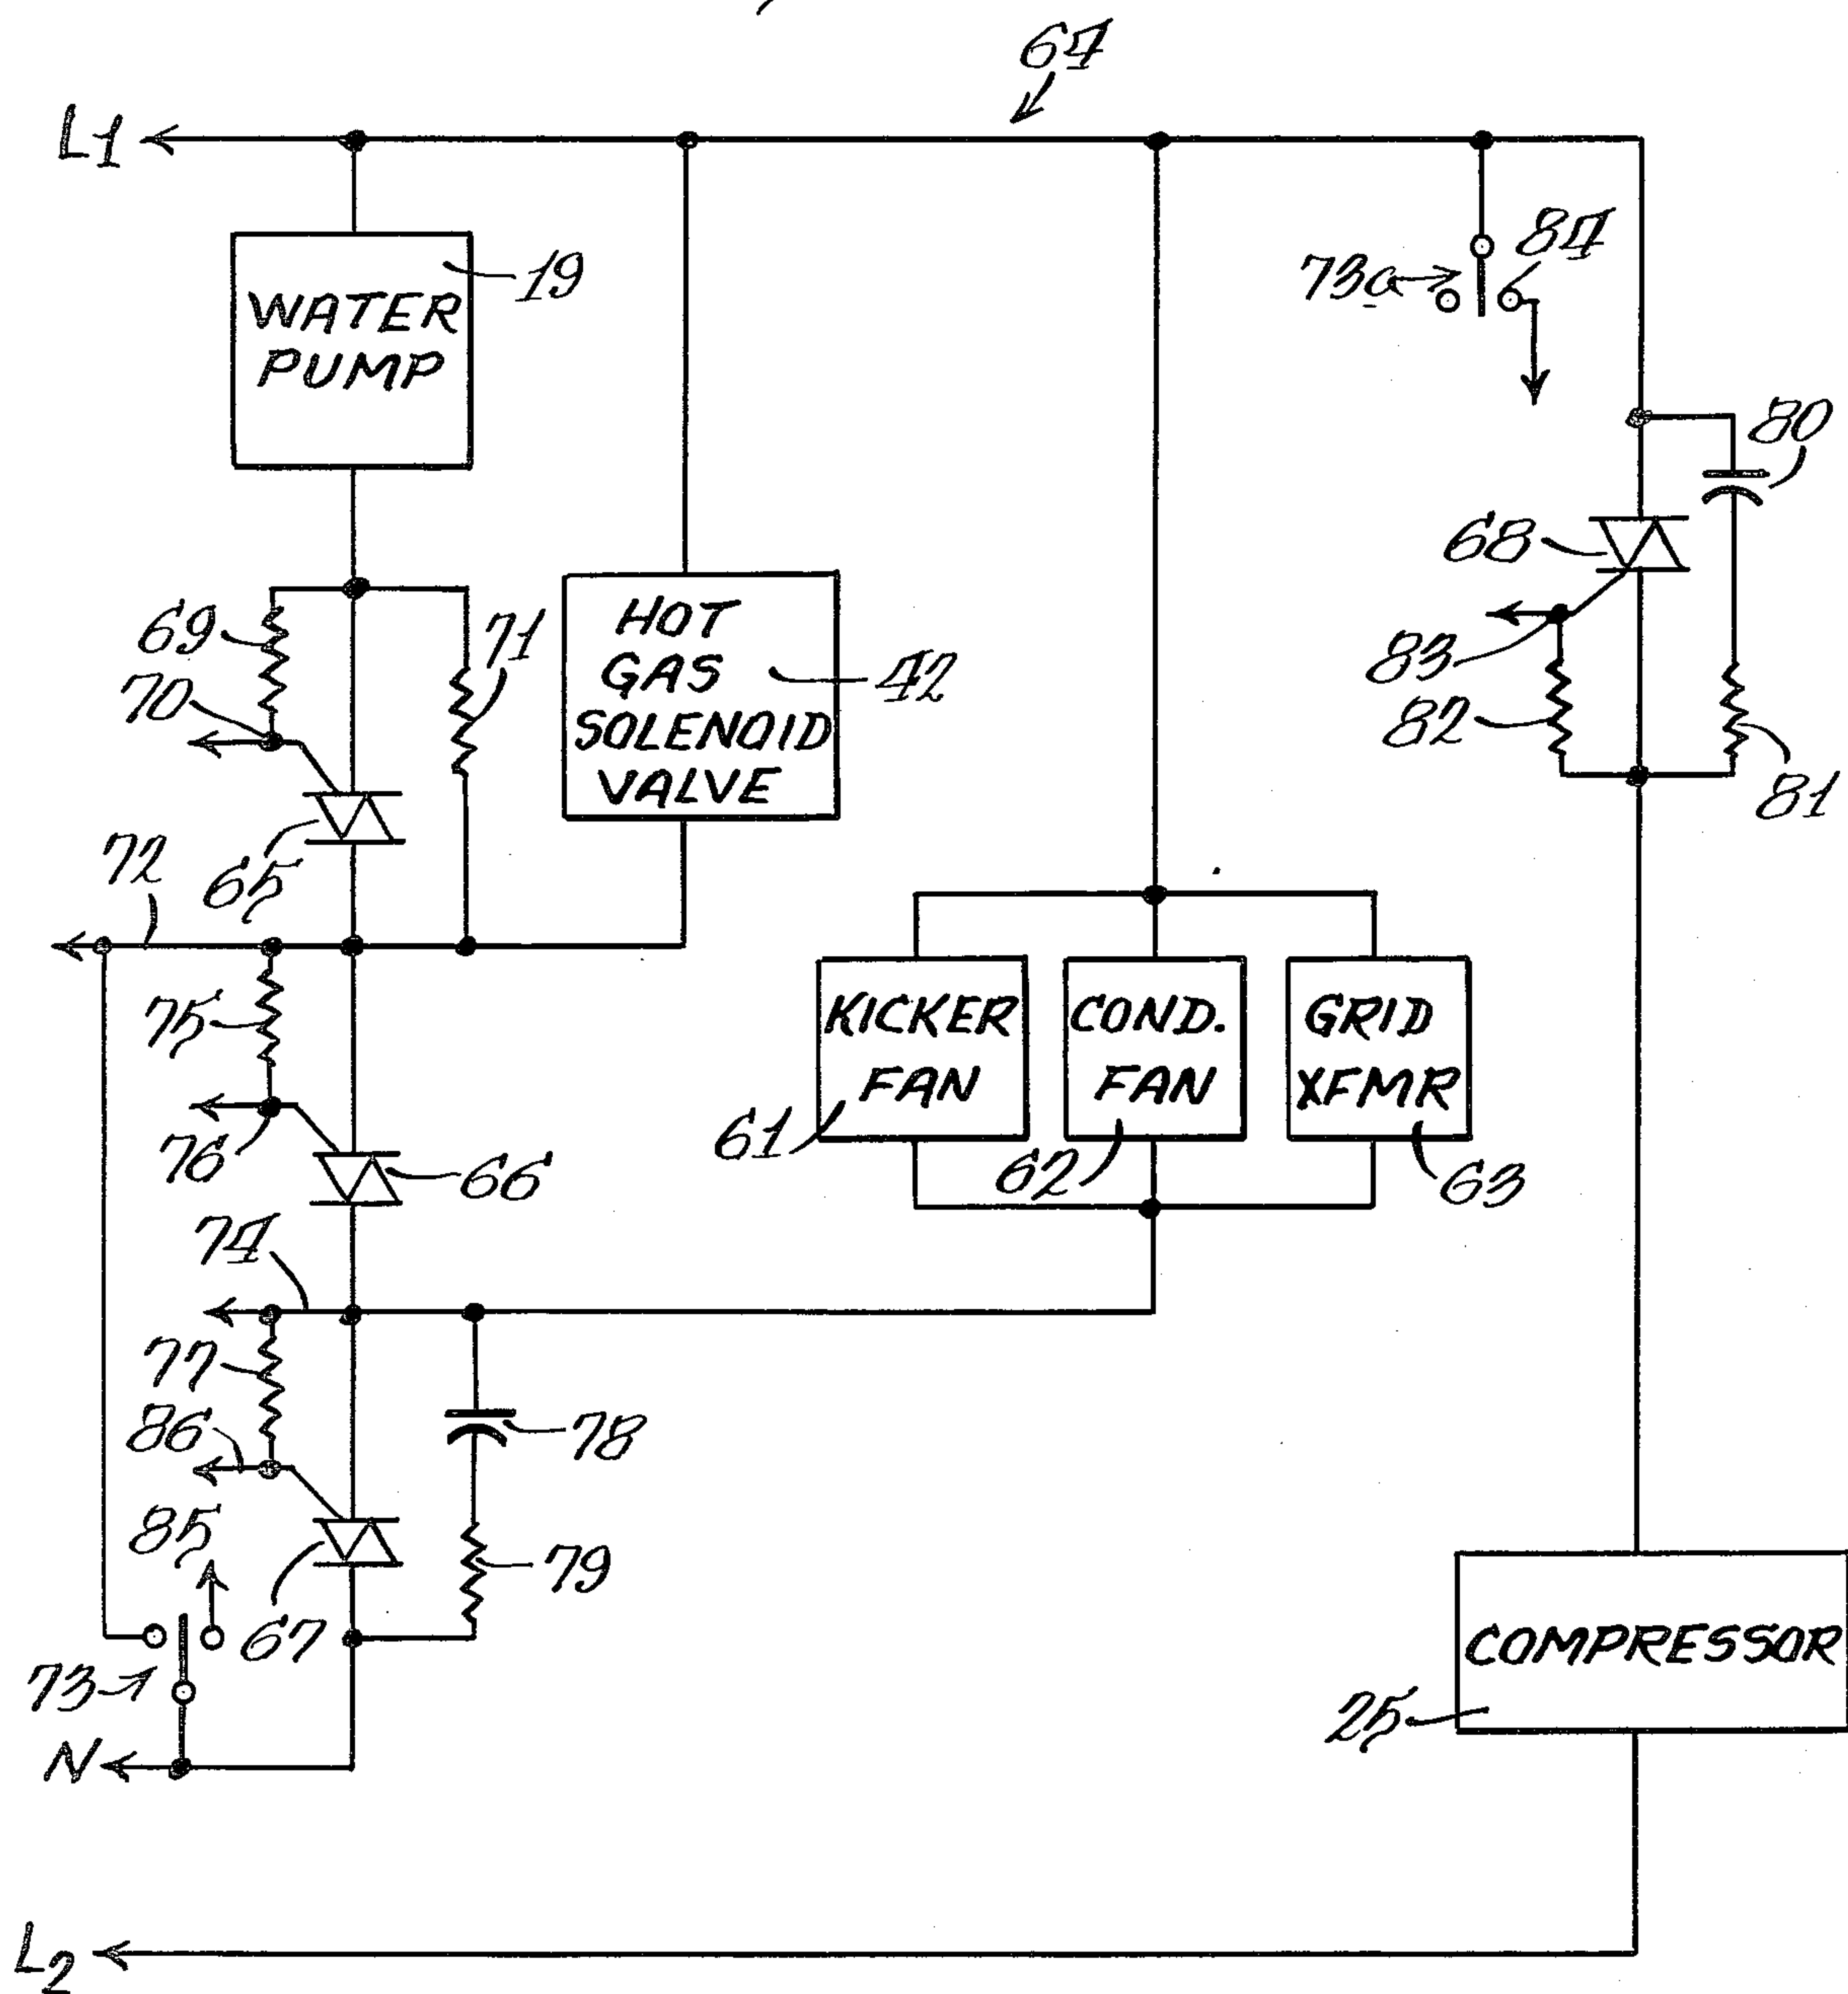 64
L1
84
73a
19
WATER
PUMP
80
68
HOT
GAS
SOLENOID
VALVE
42
69
71
70
83
82
81
72
65
75
KICKER
FAN
COND.
FAN
GRID
XFMR
76
66
61
62
63
74
77
86
78
85
79
67
COMPRESSOR
73
25
N
L2